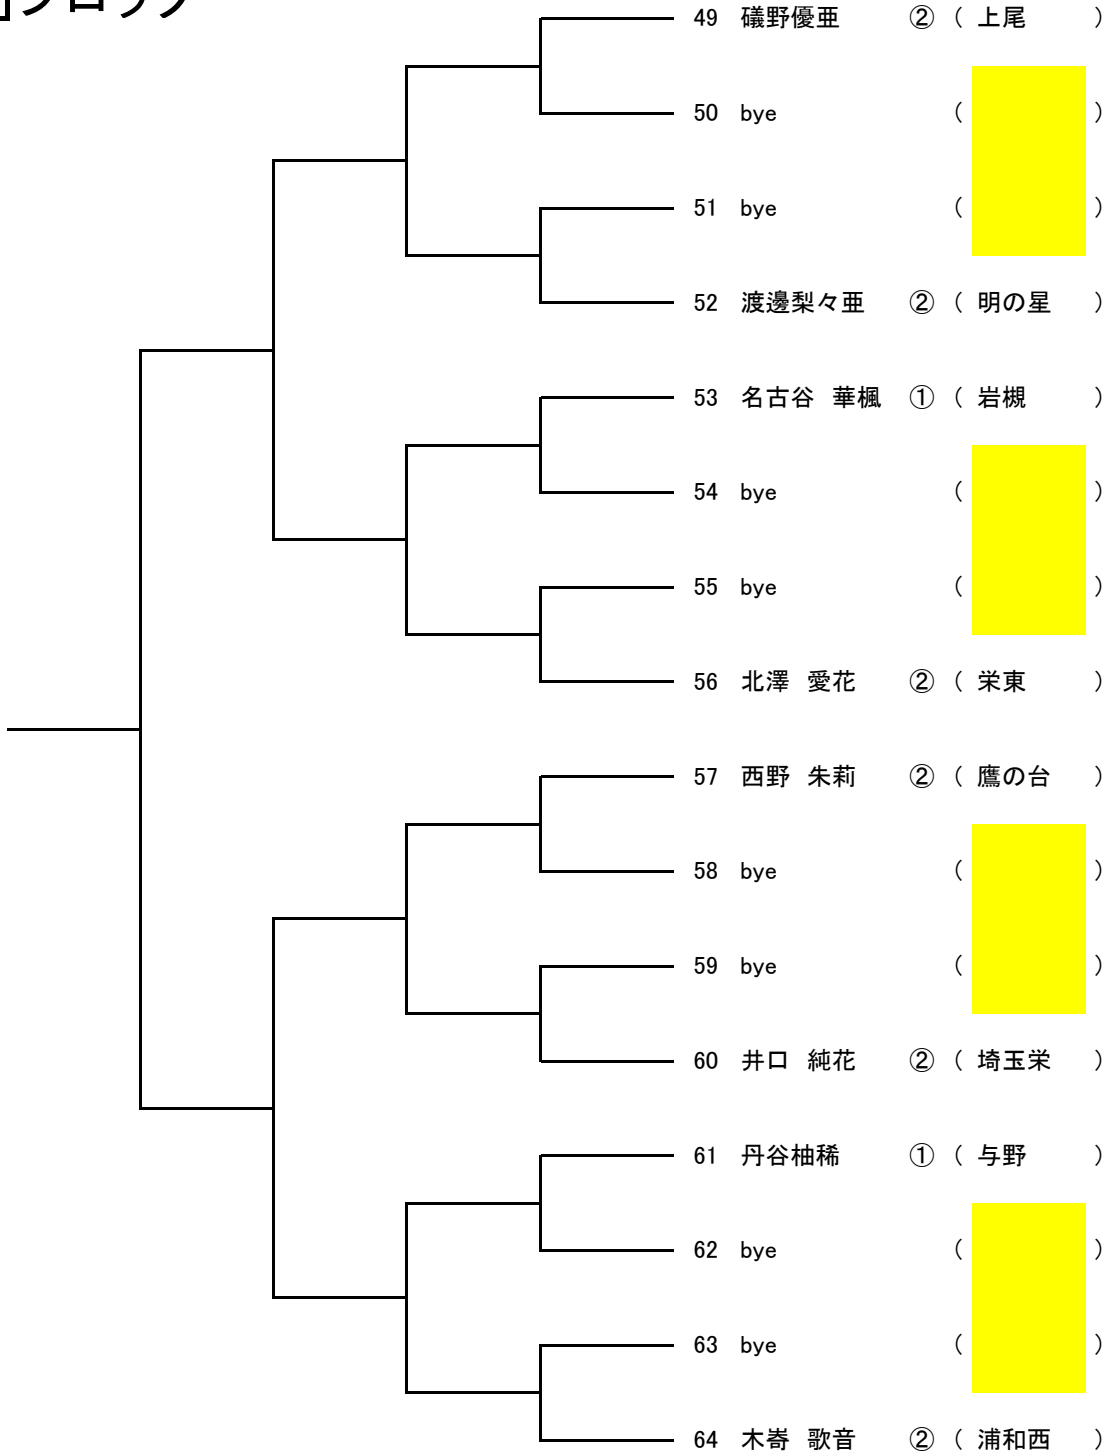 ブロック
49 礒野優亜 ② ( 上尾 )
50 bye ( )
51 bye ( )
52 渡邊梨々亜 ② ( 明の星 )
53 名古谷 華楓 ① ( 岩槻 )
54 bye ( )
55 bye ( )
56 北澤 愛花 ② ( 栄東 )
57 西野 朱莉 ② ( 鷹の台 )
58 bye ( )
59 bye ( )
60 井口 純花 ② ( 埼玉栄 )
61 丹谷柚稀 ① ( 与野 )
62 bye ( )
63 bye ( )
64 木嵜 歌音 ② ( 浦和西 )